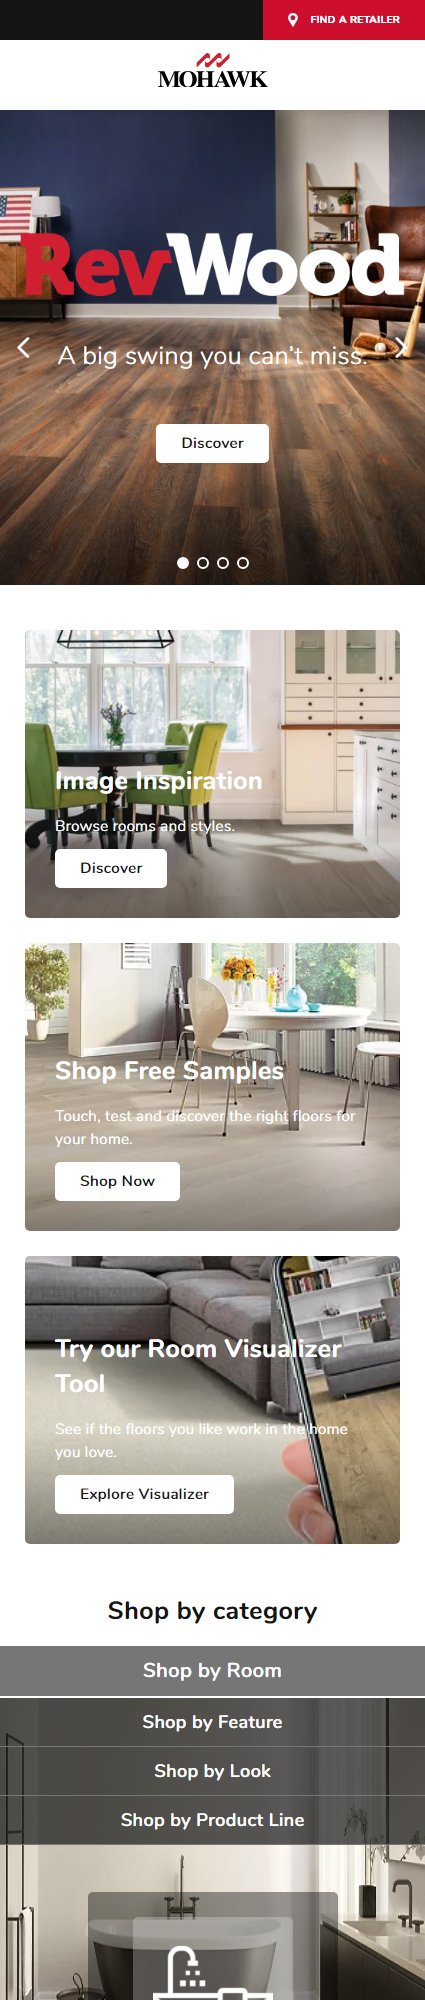 FIND A RETAILER
MOHAWK
RevWood
A big swing you can't miss.
Discover
Image Inspiration
Browse rooms and styles.
Discover
Shop Free Samples
Touch, test and discover the right floors for
your home.
Shop Now
Try our Room Visualizer
Tool
See if the floors you like work in the home
you love.
Explore Visualizer
Shop by category
Shop by Room
Shop by Feature
Shop by Look
Shop by Product Line